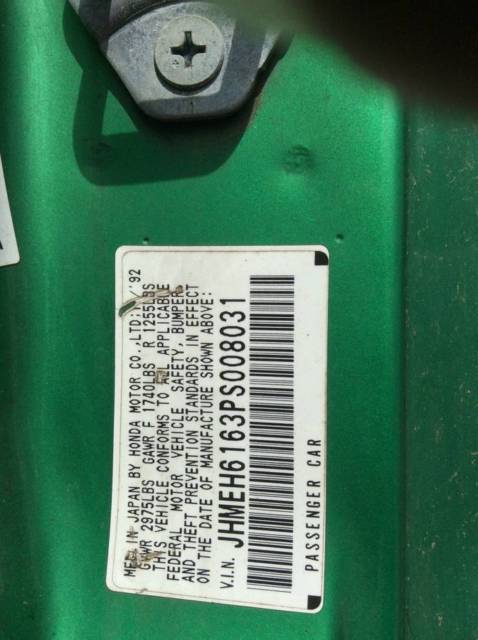 MFD. IN JAPAN BY HONDA MOTOR CO.,LTD: /'92
GVWR 2975LBS GAWR F 1740LBS R 1255LBS
THIS VEHICLE CONFORMS TO ALL APPLICABLE
FEDERAL MOTOR VEHICLE SAFETY, BUMPER,
AND THEFT PREVENTION STANDARDS IN EFFECT
ON THE DATE OF MANUFACTURE SHOWN ABOVE:
V.I.N. JHMEH6163PS008031
PASSENGER CAR